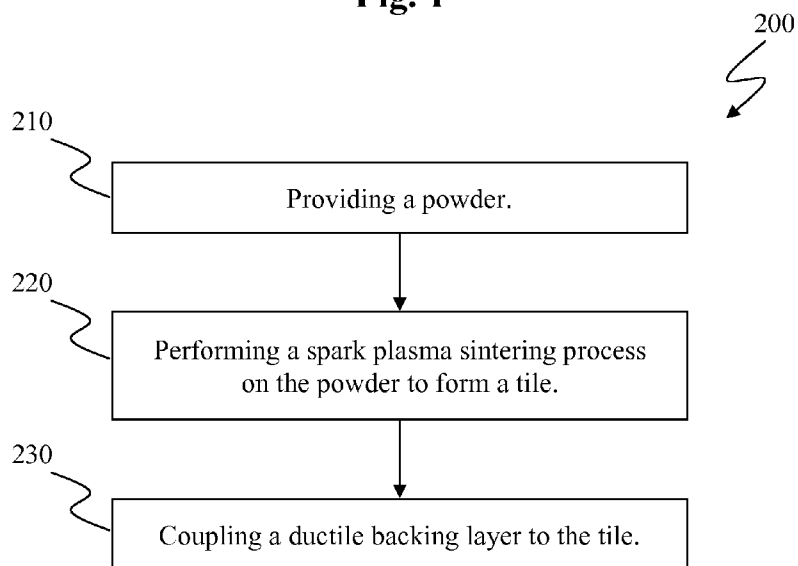 200
210
Providing a powder.
220
Performing a spark plasma sintering process
on the powder to form a tile.
230
Coupling a ductile backing layer to the tile.